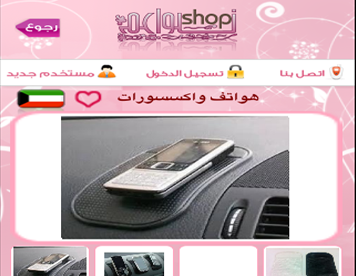 shop
رجوع
اتصل بنا
تسجيل الدخول
مستخدم جديد
هواتف واكسسورات